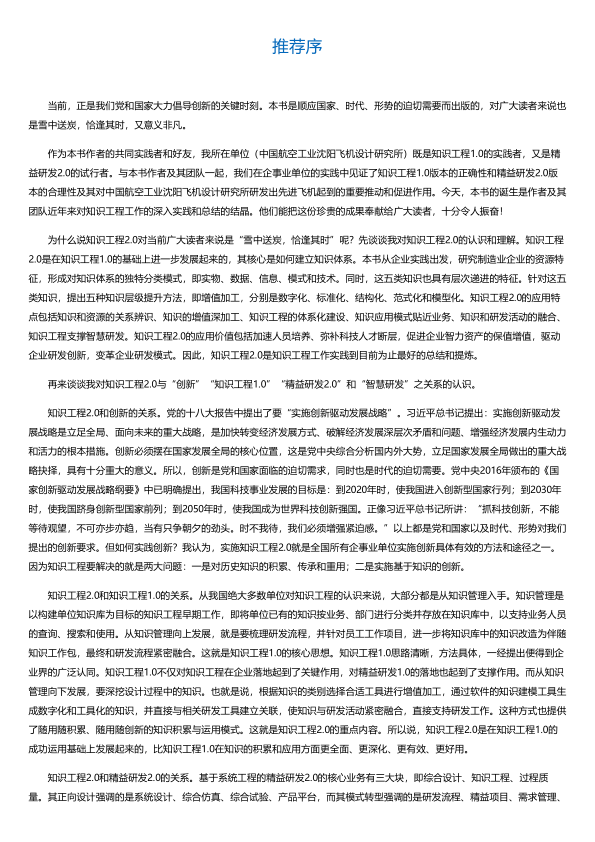 推荐序
当前，正是我们党和国家大力倡导创新的关键时刻。本书是顺应国家、时代、形势的迫切需要而出版的，对广大读者来说也
是雪中送炭，恰逢其时，又意义非凡。
作为本书作者的共同实践者和好友，我所在单位（中国航空工业沈阳飞机设计研究所）既是知识工程1.0的实践者，又是精
益研发2.0的试行者。与本书作者及其团队一起，我们在企事业单位的实践中见证了知识工程1.0版本的正确性和精益研发2.0版
本的合理性及其对中国航空工业沈阳飞机设计研究所研发出先进飞机起到的重要推动和促进作用。今天，本书的诞生是作者及其
团队近年来对知识工程工作的深入实践和总结的结晶。他们能把这份珍贵的成果奉献给广大读者，十分令人振奋！
为什么说知识工程2.0对当前广大读者来说是“雪中送炭，恰逢其时”呢？先谈谈我对知识工程2.0的认识和理解。知识工程
2.0是在知识工程1.0的基础上进一步发展起来的，其核心是如何建立知识体系。本书从企业实践出发，研究制造业企业的资源特
征，形成对知识体系的独特分类模式，即实物、数据、信息、模式和技术。同时，这五类知识也具有层次递进的特征。针对这五
类知识，提出五种知识层级提升方法，即增值加工，分别是数字化、标准化、结构化、范式化和模型化。知识工程2.0的应用特
点包括知识和资源的关系辨识、知识的增值深加工、知识工程的体系化建设、知识应用模式贴近业务、知识和研发活动的融合、
知识工程支撑智慧研发。知识工程2.0的应用价值包括加速人员培养、弥补科技人才断层，促进企业智力资产的保值增值，驱动
企业研发创新，变革企业研发模式。因此，知识工程2.0是知识工程工作实践到目前为止最好的总结和提炼。
再来谈谈我对知识工程2.0与“创新”“知识工程1.0”“精益研发2.0”和“智慧研发”之关系的认识。
知识工程2.0和创新的关系。党的十八大报告中提出了要“实施创新驱动发展战略”。习近平总书记提出：实施创新驱动发
展战略是立足全局、面向未来的重大战略，是加快转变经济发展方式、破解经济发展深层次矛盾和问题、增强经济发展内生动力
和活力的根本措施。创新必须摆在国家发展全局的核心位置，这是党中央综合分析国内外大势，立足国家发展全局做出的重大战
略抉择，具有十分重大的意义。所以，创新是党和国家面临的迫切需求，同时也是时代的迫切需要。党中央2016年颁布的《国
家创新驱动发展战略纲要》中已明确提出，我国科技事业发展的目标是：到2020年时，使我国进入创新型国家行列；到2030年
时，使我国跻身创新型国家前列；到2050年时，使我国成为世界科技创新强国。正像习近平总书记所讲：“抓科技创新，不能
等待观望，不可亦步亦趋，当有只争朝夕的劲头。时不我待，我们必须增强紧迫感。”以上都是党和国家以及时代、形势对我们
提出的创新要求。但如何实践创新？我认为，实施知识工程2.0就是全国所有企事业单位实施创新具体有效的方法和途径之一。
因为知识工程要解决的就是两大问题：一是对历史知识的积累、传承和重用；二是实施基于知识的创新。
知识工程2.0和知识工程1.0的关系。从我国绝大多数单位对知识工程的认识来说，大部分都是从知识管理入手。知识管理是
以构建单位知识库为目标的知识工程早期工作，即将单位已有的知识按业务、部门进行分类并存放在知识库中，以支持业务人员
的查询、搜索和使用。从知识管理向上发展，就是要梳理研发流程，并针对员工工作项目，进一步将知识库中的知识改造为伴随
知识工作包，最终和研发流程紧密融合。这就是知识工程1.0的核心思想。知识工程1.0思路清晰，方法具体，一经提出便得到企
业界的广泛认同。知识工程1.0不仅对知识工程在企业落地起到了关键作用，对精益研发1.0的落地也起到了支撑作用。而从知识
管理向下发展，要深挖设计过程中的知识。也就是说，根据知识的类别选择合适工具进行增值加工，通过软件的知识建模工具生
成数字化和工具化的知识，并直接与相关研发工具建立关联，使知识与研发活动紧密融合，直接支持研发工作。这种方式也提供
了随用随积累、随用随创新的知识积累与运用模式。这就是知识工程2.0的重点内容。所以说，知识工程2.0是在知识工程1.0的
成功运用基础上发展起来的，比知识工程1.0在知识的积累和应用方面更全面、更深化、更有效、更好用。
知识工程2.0和精益研发2.0的关系。基于系统工程的精益研发2.0的核心业务有三大块，即综合设计、知识工程、过程质
量。其正向设计强调的是系统设计、综合仿真、综合试验、产品平台，而其模式转型强调的是研发流程、精益项目、需求管理、